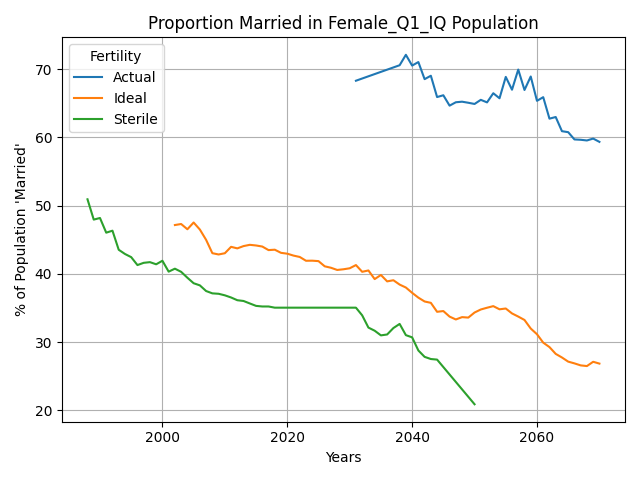 Proportion Married in Female_Q1_IQ Population
Fertility
Actual
Ideal
Sterile
% of Population 'Married'
70
60
50
40
30
20
2000
2020
2040
2060
Years